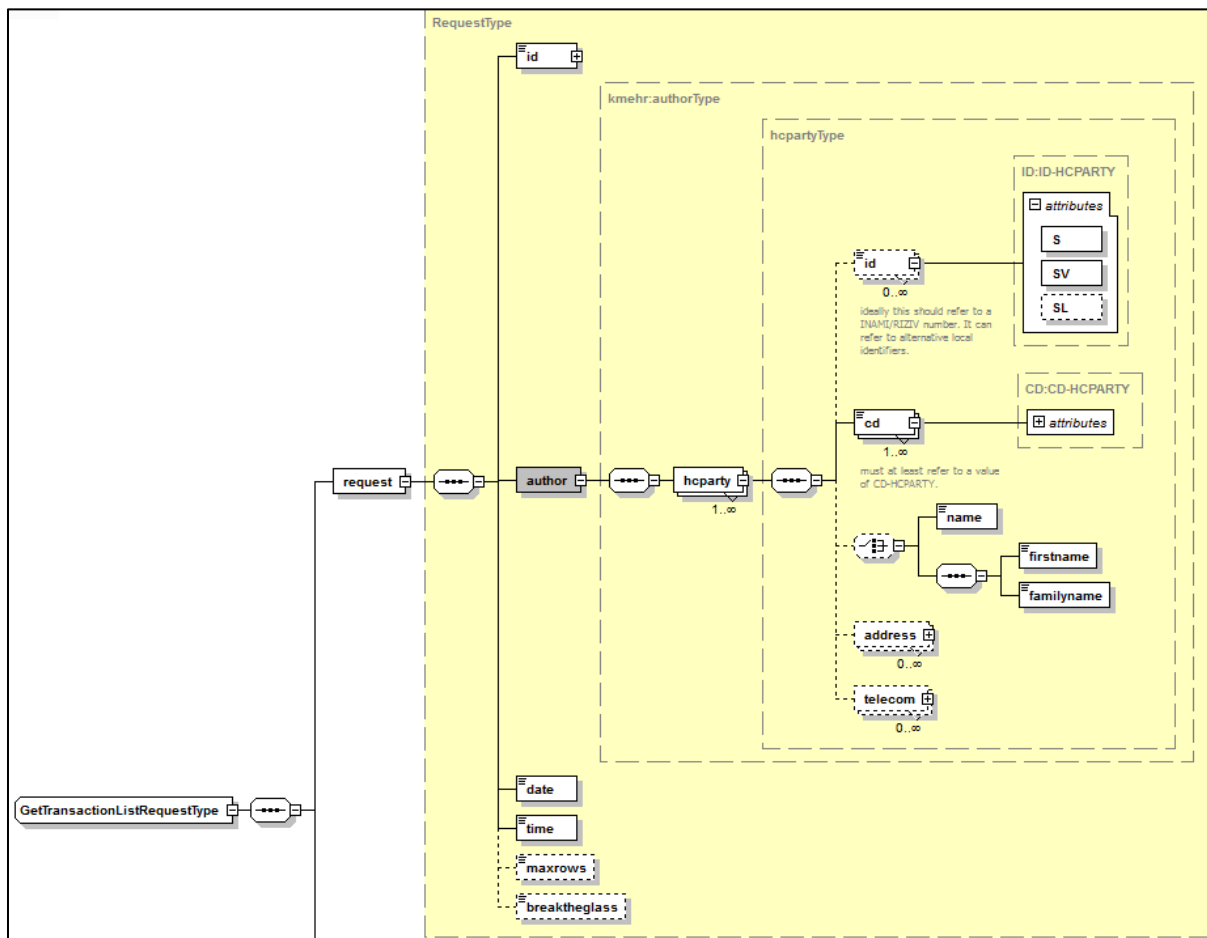 RequestType
id
kmehr:authorType
hcpartyType
ID:ID-HCPARTY
attributes
S
SV
SL
id
0..∞
ideally this should refer to a
INAMI/RIZIV number. It can
refer to alternative local
identifiers.
CD:CD-HCPARTY
cd
attributes
1..∞
must at least refer to a value
of CD-HCPARTY.
request
author
hcparty
1..∞
name
firstname
familyname
address
0..∞
telecom
0..∞
date
GetTransactionListRequestType
time
maxrows
breaktheglass